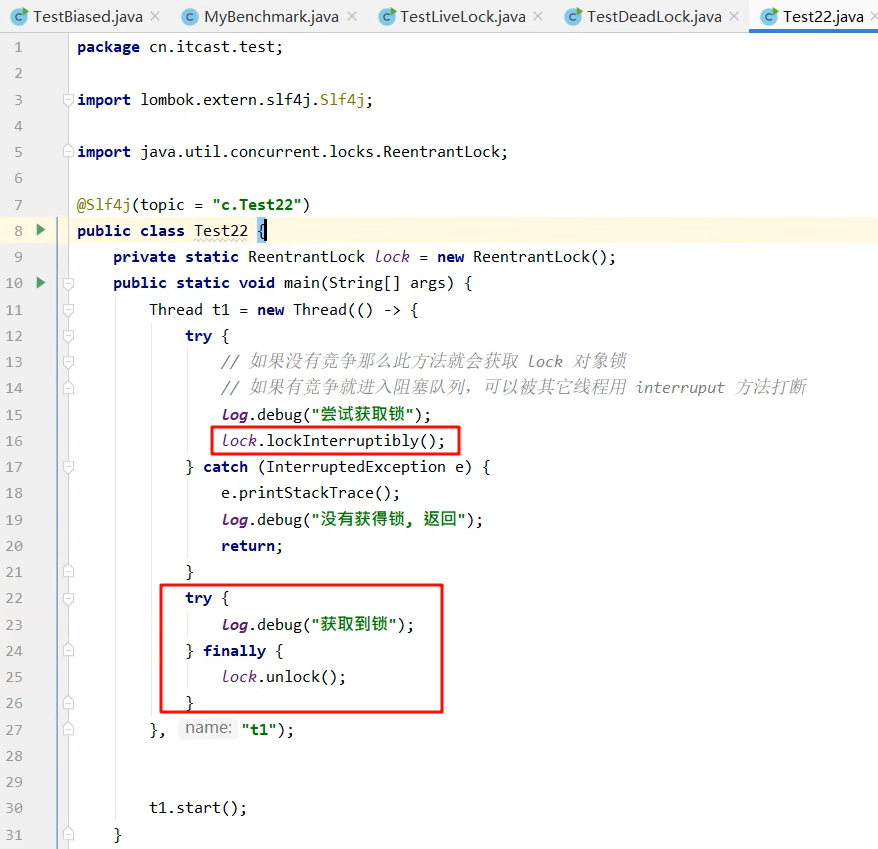 TestBiased.java MyBenchmark.java TestLiveLock.java TestDeadLock.java Test22.java
1 package cn.itcast.test;
2
3 import lombok.extern.slf4j.Slf4j;
4
5 import java.util.concurrent.locks.ReentrantLock;
6
7 @Slf4j(topic = "c.Test22")
8 public class Test22 {
9 private static ReentrantLock lock = new ReentrantLock();
10 public static void main(String[] args) {
11 Thread t1 = new Thread(() -> {
12 try {
13 // 如果没有竞争那么此方法就会获取 lock 对象锁
14 // 如果有竞争就进入阻塞队列，可以被其它线程用 interruput 方法打断
15 log.debug("尝试获取锁");
16 lock.lockInterruptibly();
17 } catch (InterruptedException e) {
18 e.printStackTrace();
19 log.debug("没有获得锁, 返回");
20 return;
21 }
22 try {
23 log.debug("获取到锁");
24 } finally {
25 lock.unlock();
26 }
27 }, name: "t1");
28
29
30 t1.start();
31 }